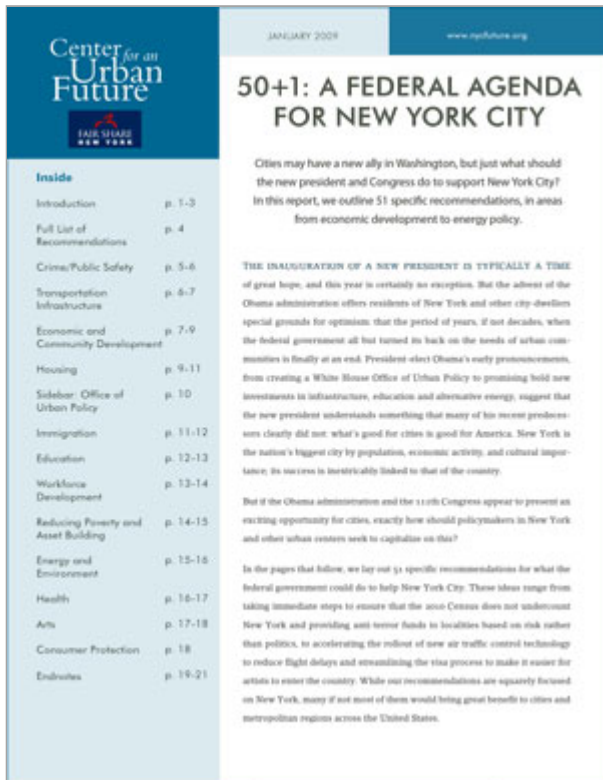 Center for an
Urban
Future
FAIR SHARE
NEW YORK
JANUARY 2009
www.nycfuture.org
50+1: A FEDERAL AGENDA
FOR NEW YORK CITY
Cities may have a new ally in Washington, but just what should
the new president and Congress do to support New York City?
In this report, we outline 51 specific recommendations, in areas
from economic development to energy policy.
Inside
Introduction p. 1-3
Full List of p. 4
Recommendations
Crime/Public Safety p. 5-6
Transportation p. 6-7
Infrastructure
Economic and p. 7-9
Community Development
Housing p. 9-11
Sidebar: Office of p. 10
Urban Policy
Immigration p. 11-12
Education p. 12-13
Workforce p. 13-14
Development
Reducing Poverty and p. 14-15
Asset Building
Energy and p. 15-16
Environment
Health p. 16-17
Arts p. 17-18
Consumer Protection p. 18
Endnotes p. 19-21
THE INAUGURATION OF A NEW PRESIDENT IS TYPICALLY A TIME
of great hope, and this year is certainly no exception. But the advent of the
Obama administration offers residents of New York and other city-dwellers
special grounds for optimism: that the period of years, if not decades, when
the federal government all but turned its back on the needs of urban com-
munities is finally at an end. President-elect Obama's early pronouncements,
from creating a White House Office of Urban Policy to promising bold new
investments in infrastructure, education and alternative energy, suggest that
the new president understands something that many of his recent predeces-
sors clearly did not: what's good for cities is good for America. New York is
the nation's biggest city by population, economic activity, and cultural impor-
tance; its success is inextricably linked to that of the country.
But if the Obama administration and the 111th Congress appear to present an
exciting opportunity for cities, exactly how should policymakers in New York
and other urban centers seek to capitalize on this?
In the pages that follow, we lay out 51 specific recommendations for what the
federal government could do to help New York City. These ideas range from
taking immediate steps to ensure that the 2010 Census does not undercount
New York and providing anti-terror funds to localities based on risk rather
than politics, to accelerating the rollout of new air traffic control technology
to reduce flight delays and streamlining the visa process to make it easier for
artists to enter the country. While our recommendations are squarely focused
on New York, many if not most of them would bring great benefit to cities and
metropolitan regions across the United States.